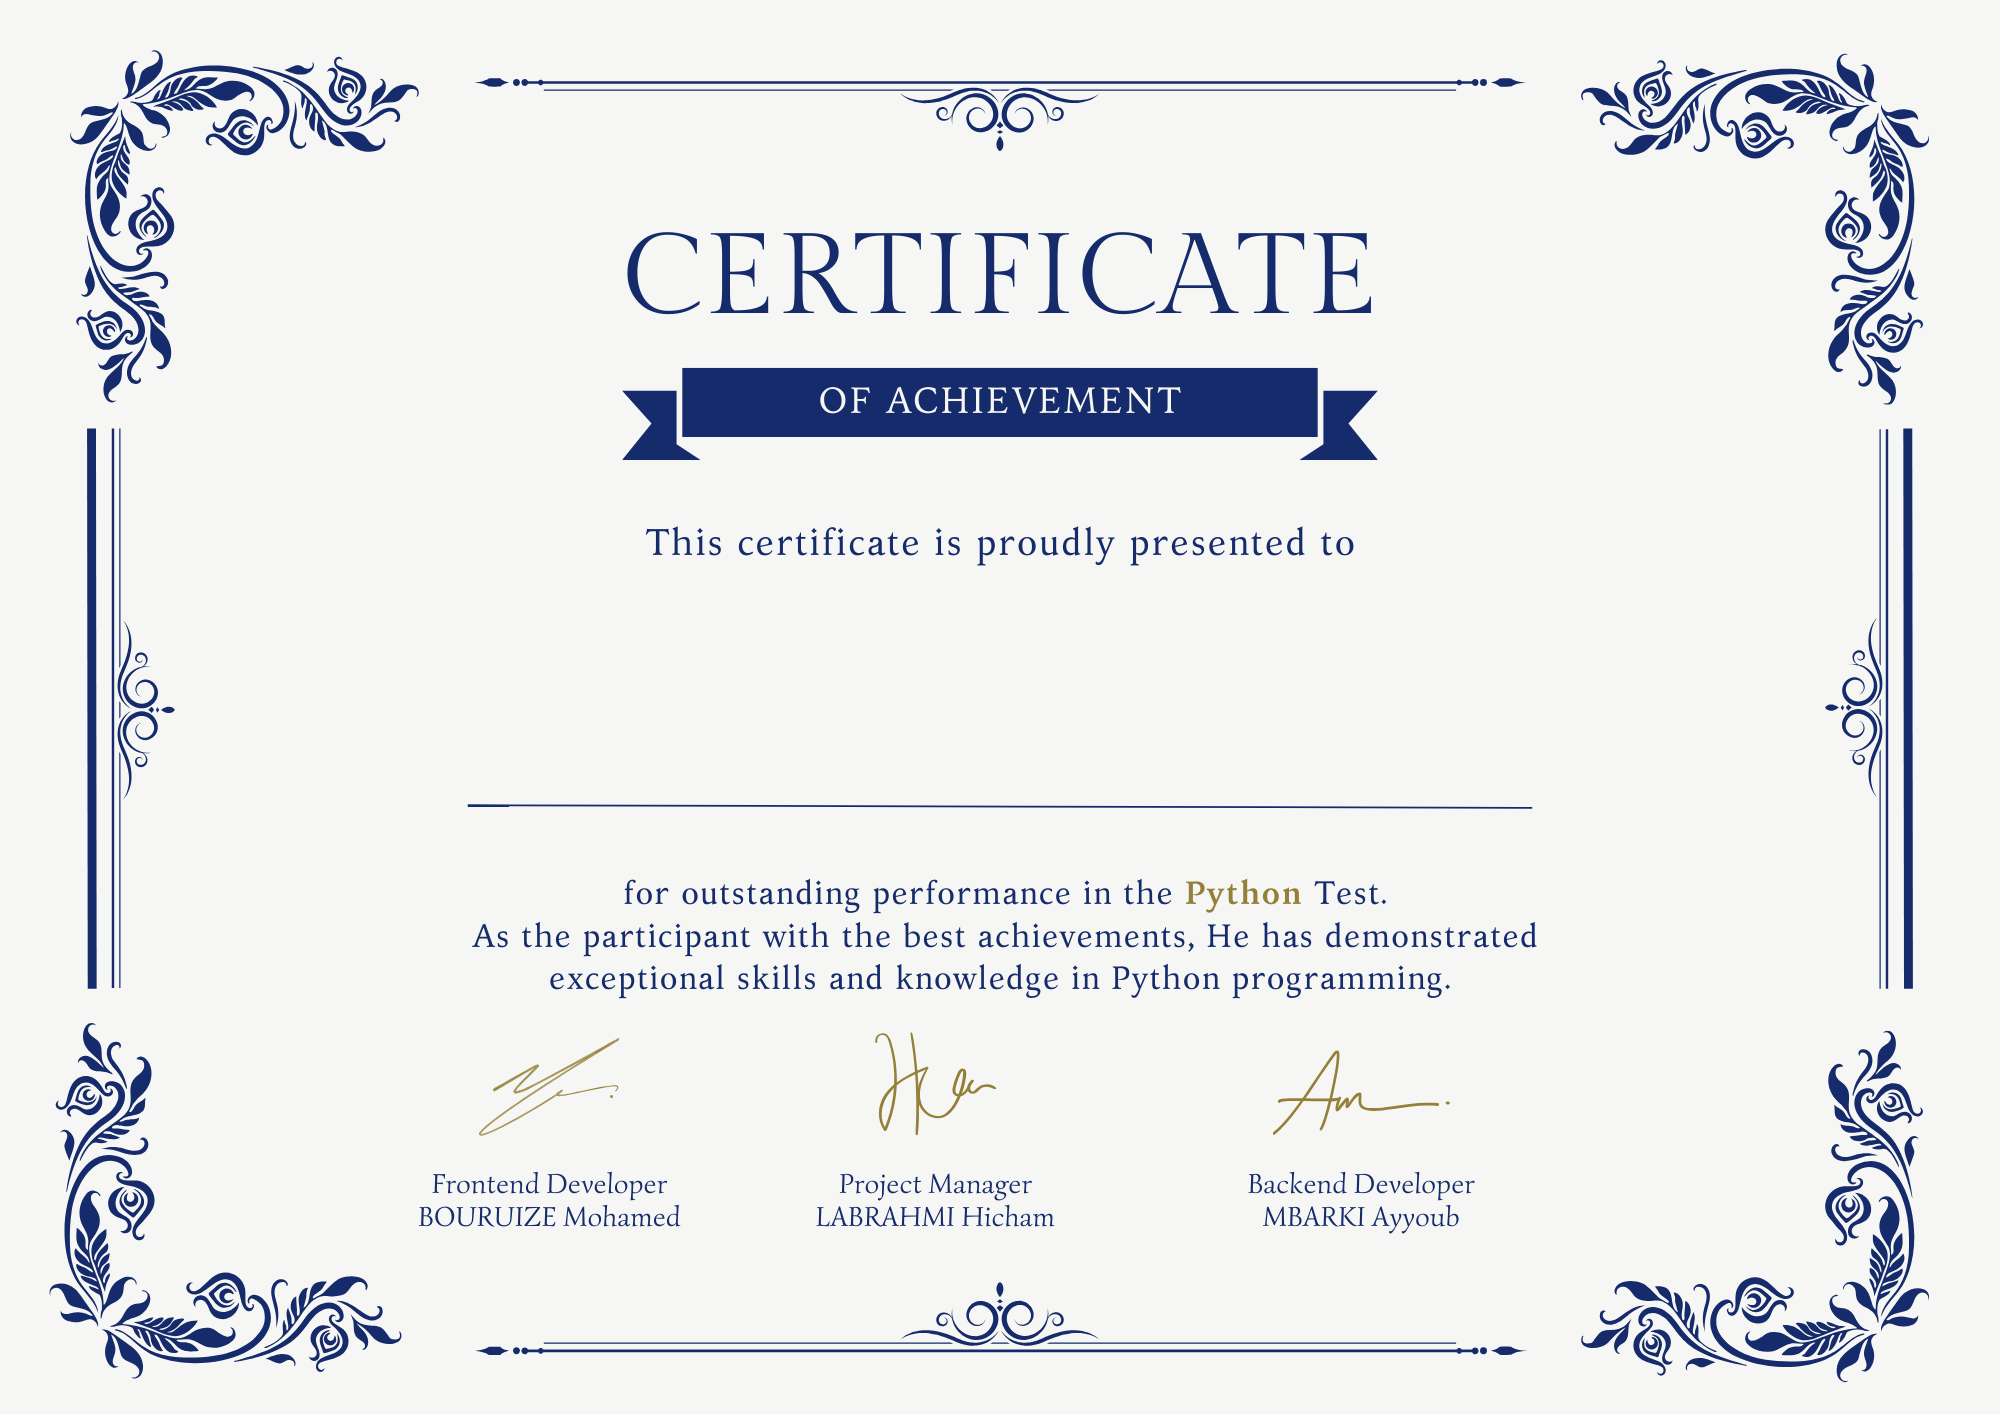 CERTIFICATE
OF ACHIEVEMENT
This certificate is proudly presented to
for outstanding performance in the Python Test.
As the participant with the best achievements, He has demonstrated
exceptional skills and knowledge in Python programming.
Frontend Developer
BOURUIZE Mohamed
Project Manager
LABRAHMI Hicham
Backend Developer
MBARKI Ayyoub